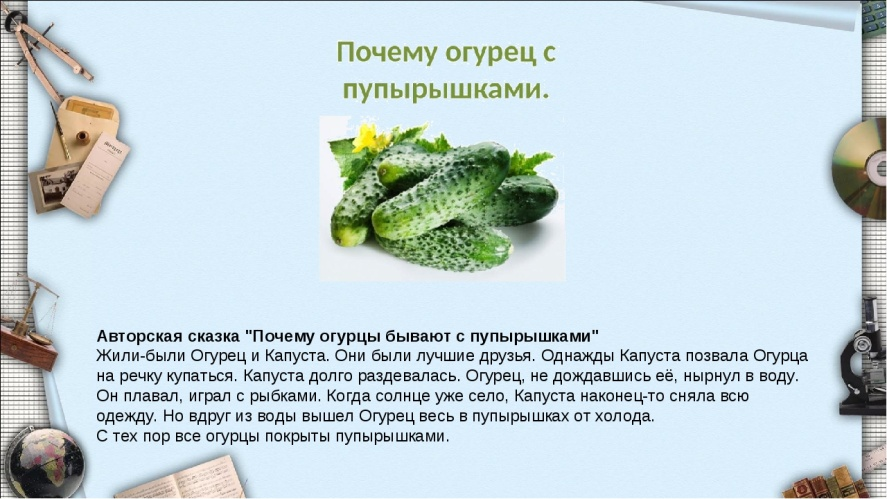 Почему огурец с
пупырышками.
Авторская сказка "Почему огурцы бывают с пупырышками"
Жили-были Огурец и Капуста. Они были лучшие друзья. Однажды Капуста позвала Огурца
на речку купаться. Капуста долго раздевалась. Огурец, не дождавшись её, нырнул в воду.
Он плавал, играл с рыбками. Когда солнце уже село, Капуста наконец-то сняла всю
одежду. Но вдруг из воды вышел Огурец весь в пупырышках от холода.
С тех пор все огурцы покрыты пупырышками.